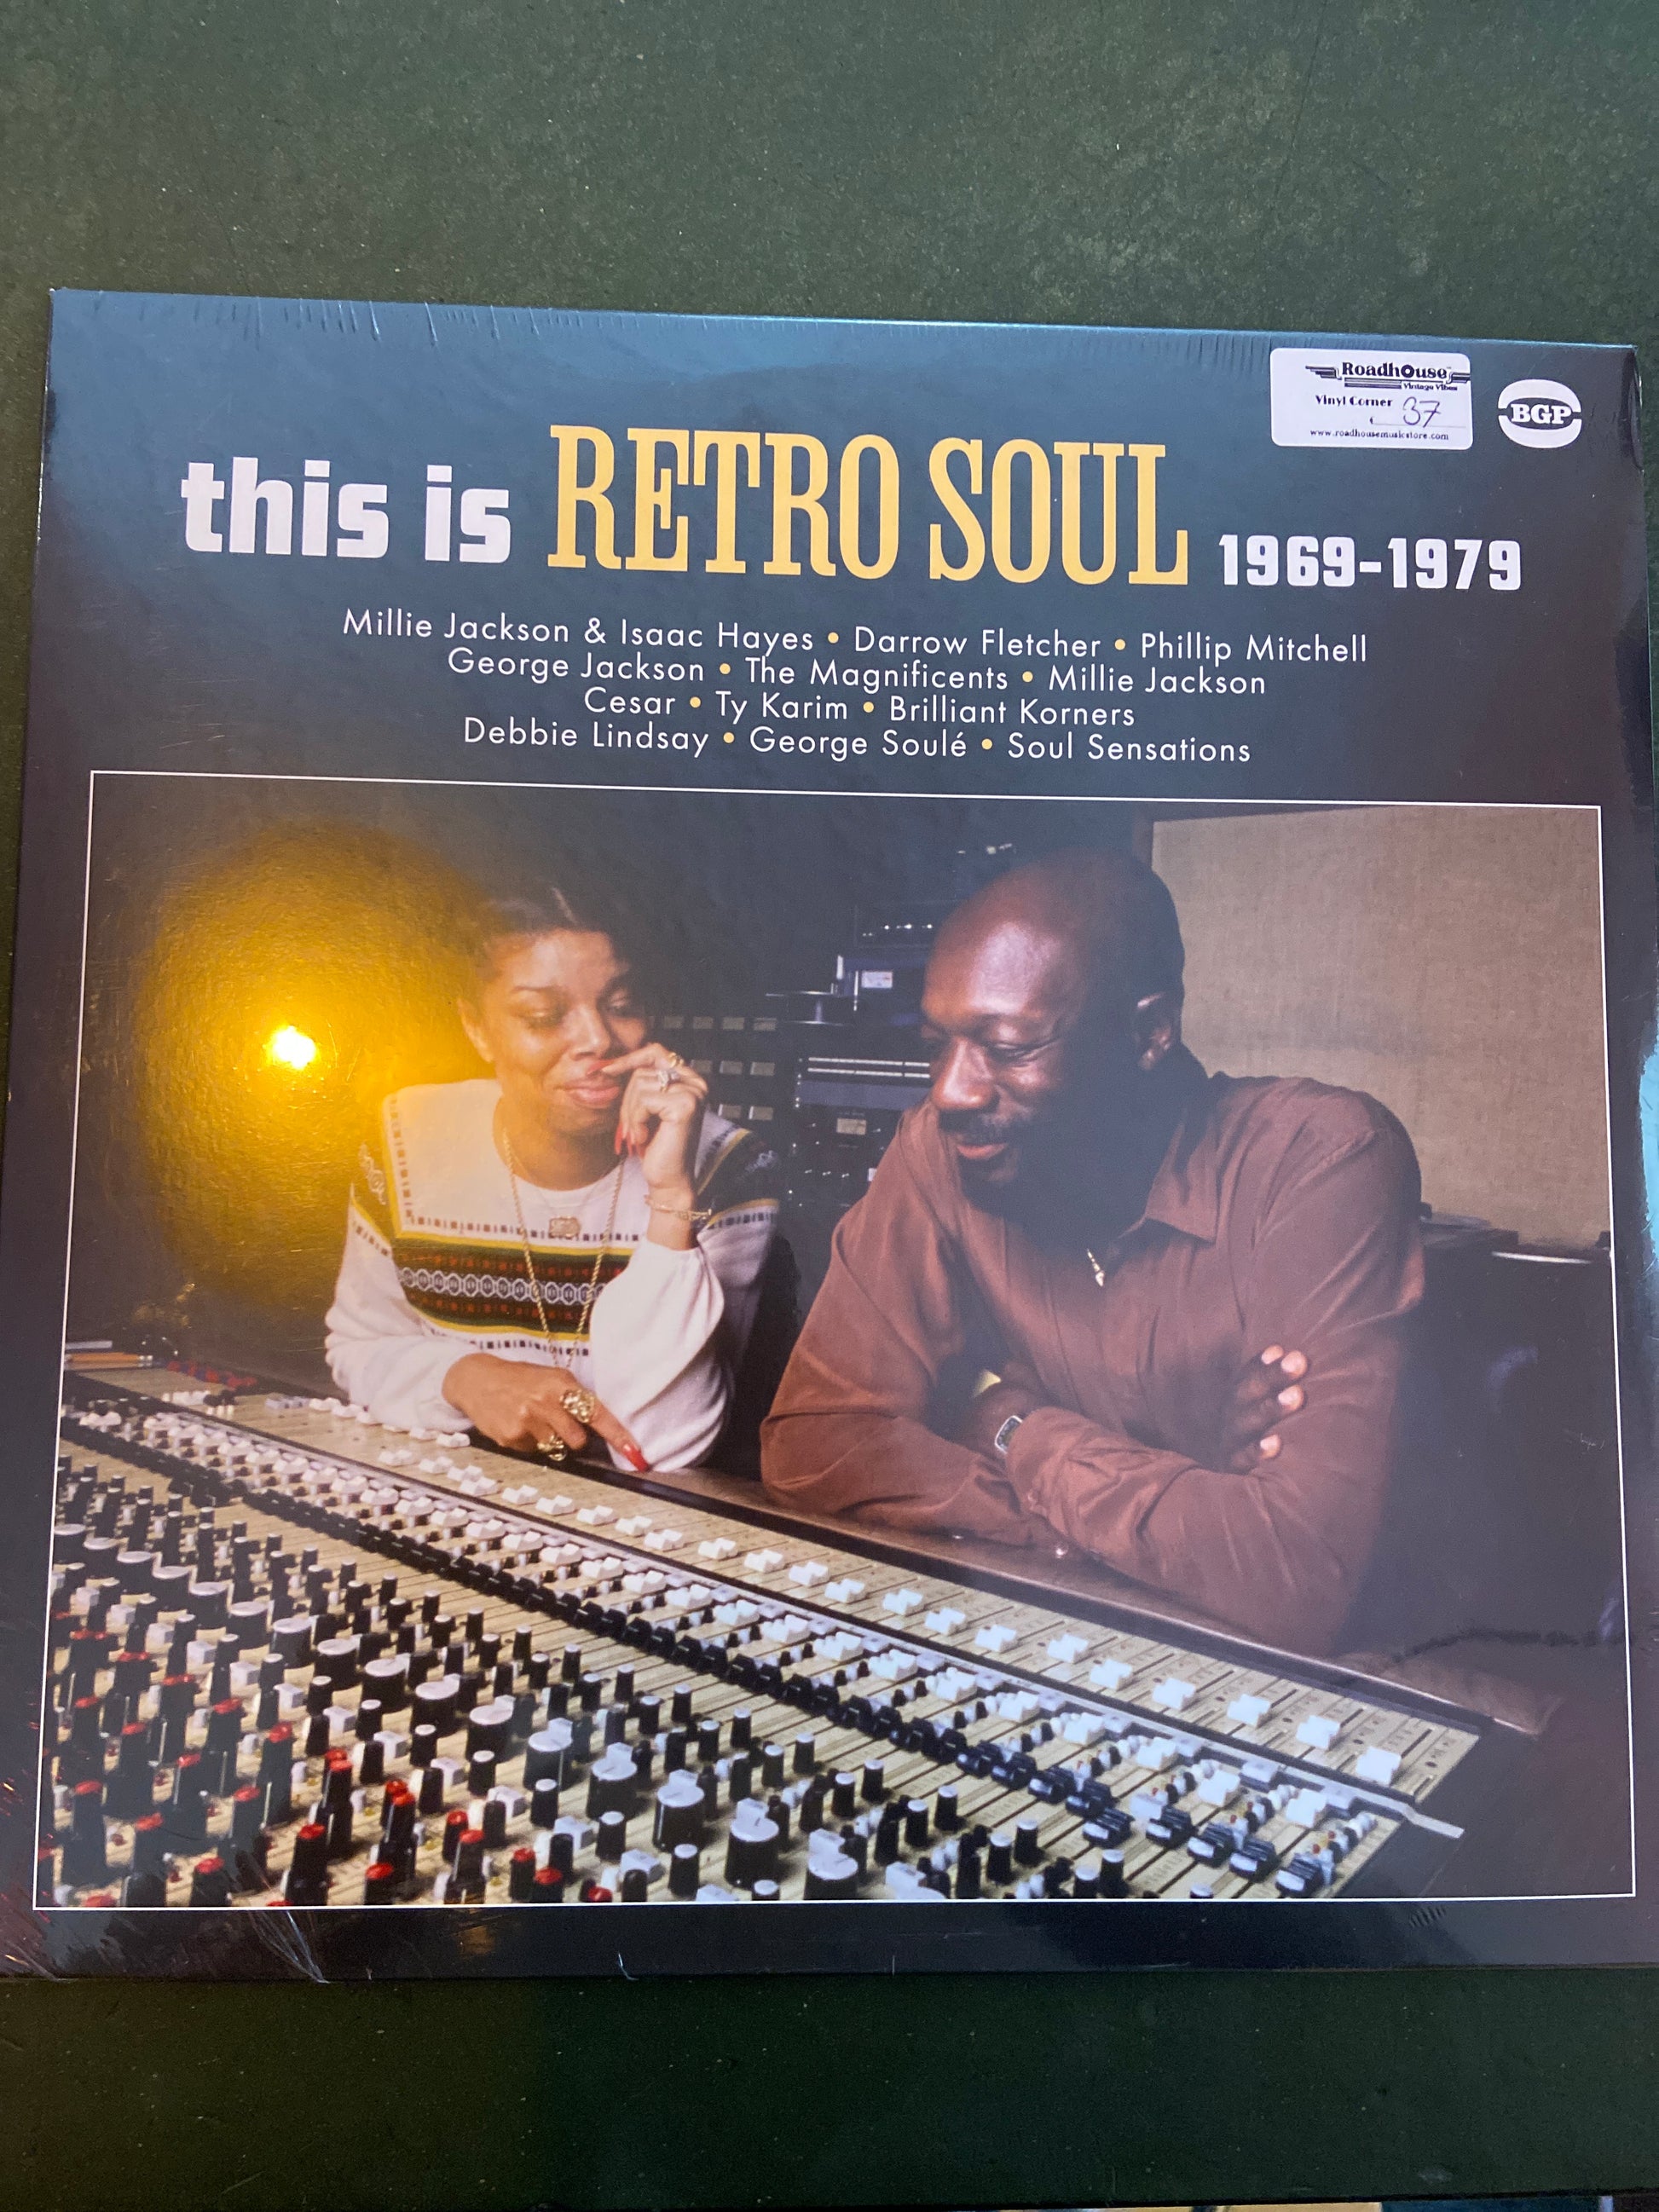 RoadhOuse
Vintage Vibes
Vinyl Corner 37
€
www.roadhousemusicstore.com
BGP
this is RETRO SOUL 1969-1979
Millie Jackson & Isaac Hayes • Darrow Fletcher • Phillip Mitchell
George Jackson • The Magnificents • Millie Jackson
Cesar • Ty Karim • Brilliant Korners
Debbie Lindsay • George Soulé • Soul Sensations